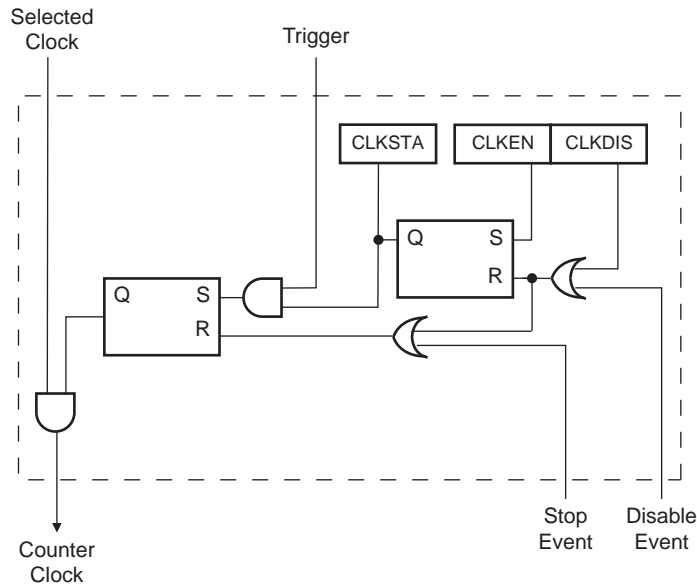 Selected
Clock
Trigger
CLKSTA
CLKEN
CLKDIS
Q
S
R
Q
S
R
Stop
Event
Disable
Event
Counter
Clock